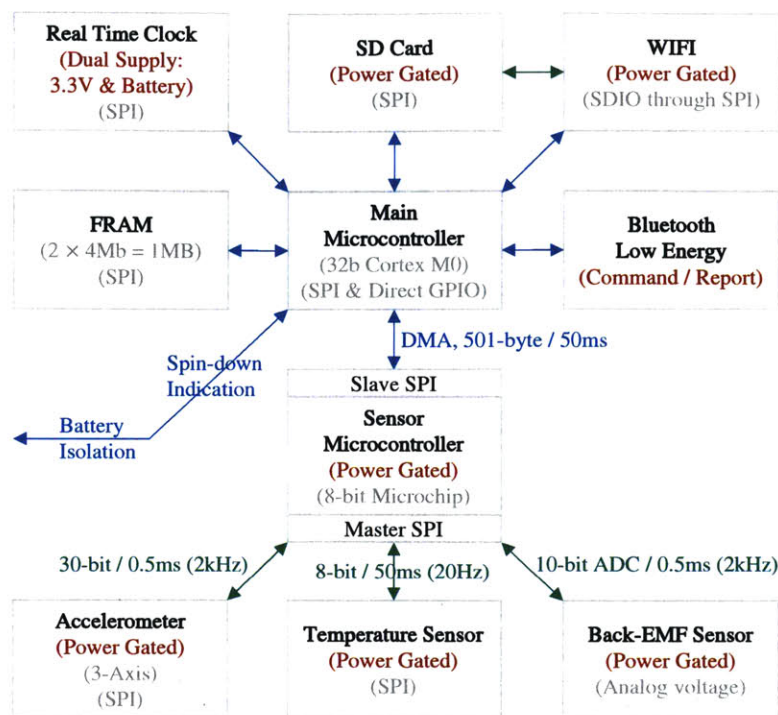 Real Time Clock
(Dual Supply:
3.3V & Battery)
(SPI)
SD Card
(Power Gated)
(SPI)
WIFI
(Power Gated)
(SDIO through SPI)
FRAM
(2 × 4Mb = 1MB)
(SPI)
Main
Microcontroller
(32b Cortex M0)
(SPI & Direct GPIO)
Bluetooth
Low Energy
(Command / Report)
DMA, 501-byte / 50ms
Spin-down
Indication
Battery
Isolation
Slave SPI
Sensor
Microcontroller
(Power Gated)
(8-bit Microchip)
Master SPI
30-bit / 0.5ms (2kHz)
8-bit / 50ms (20Hz)
10-bit ADC / 0.5ms (2kHz)
Accelerometer
(Power Gated)
(3-Axis)
(SPI)
Temperature Sensor
(Power Gated)
(SPI)
Back-EMF Sensor
(Power Gated)
(Analog voltage)